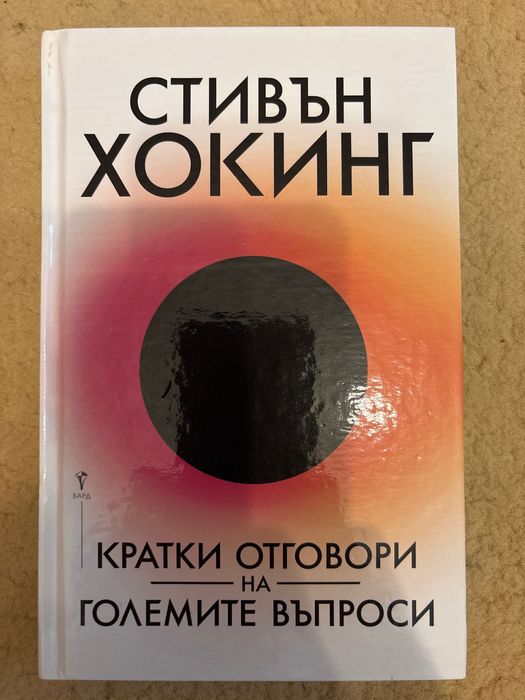 СТИВЪН
ХОКИНГ
БАРД
КРАТКИ ОТГОВОРИ
НА
ГОЛЕМИТЕ ВЪПРОСИ